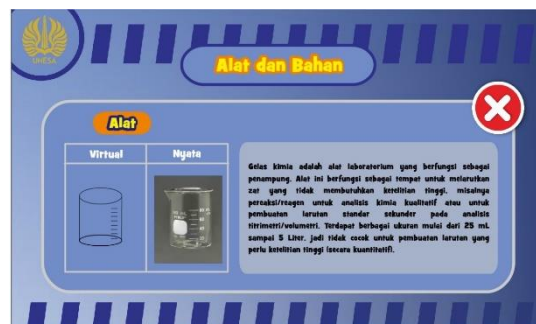 UNESA
Alat dan Bahan
Alat
Virtual Nyata
Gelas kimia adalah alat laboratorium yang berfungsi sebagai
penampung. Alat ini berfungsi sebagai tempat untuk melarutkan
zat yang tidak membutuhkan ketelitian tinggi, misalnya
pereaksi/reagen untuk analisis kimia kualitatif atau untuk
pembuatan larutan standar sekunder pada analisis
titrimetri/volumetri. Terdapat berbagai ukuran mulai dari 25 mL
sampai 5 Liter. jadi tidak cocok untuk pembuatan larutan yang
perlu ketelitian tinggi (secara kuantitatif).